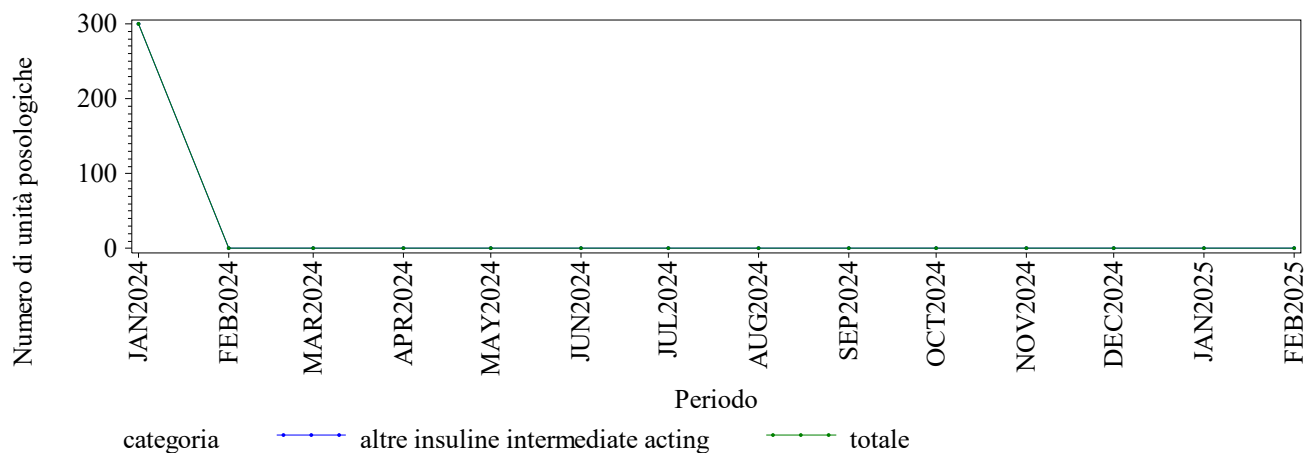 Numero di unità posologiche
300
200
100
0
JAN2024
FEB2024
MAR2024
APR2024
MAY2024
JUN2024
JUL2024
AUG2024
SEP2024
OCT2024
NOV2024
DEC2024
JAN2025
FEB2025
Periodo
categoria altre insuline intermediate acting totale